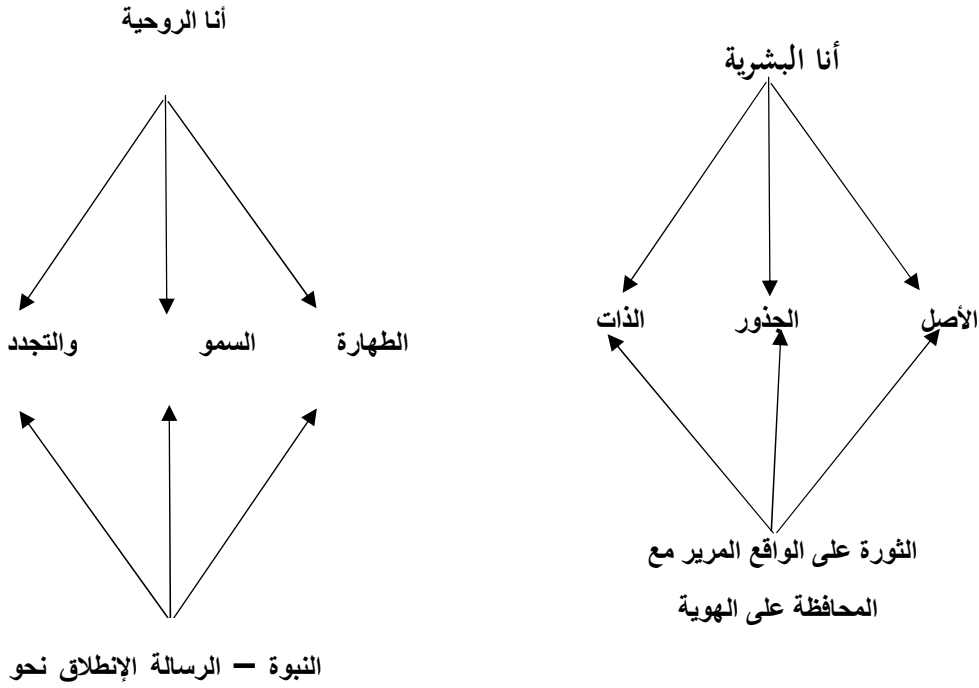 أنا البشرية
الأصل الجذور الذات
الثورة على الواقع المرير مع
المحافظة على الهوية
أنا الروحية
الطهارة السمو والتجدد
النبوة – الرسالة الإنطلاق نحو